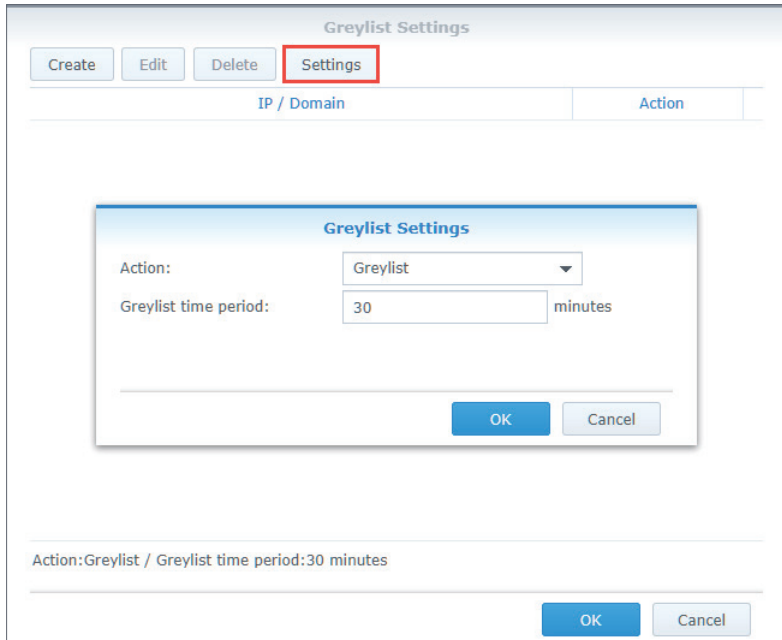 Greylist Settings
Create Edit Delete Settings
IP / Domain Action
Greylist Settings
Action: Greylist
Greylist time period: 30 minutes
OK Cancel
Action:Greylist / Greylist time period:30 minutes
OK Cancel